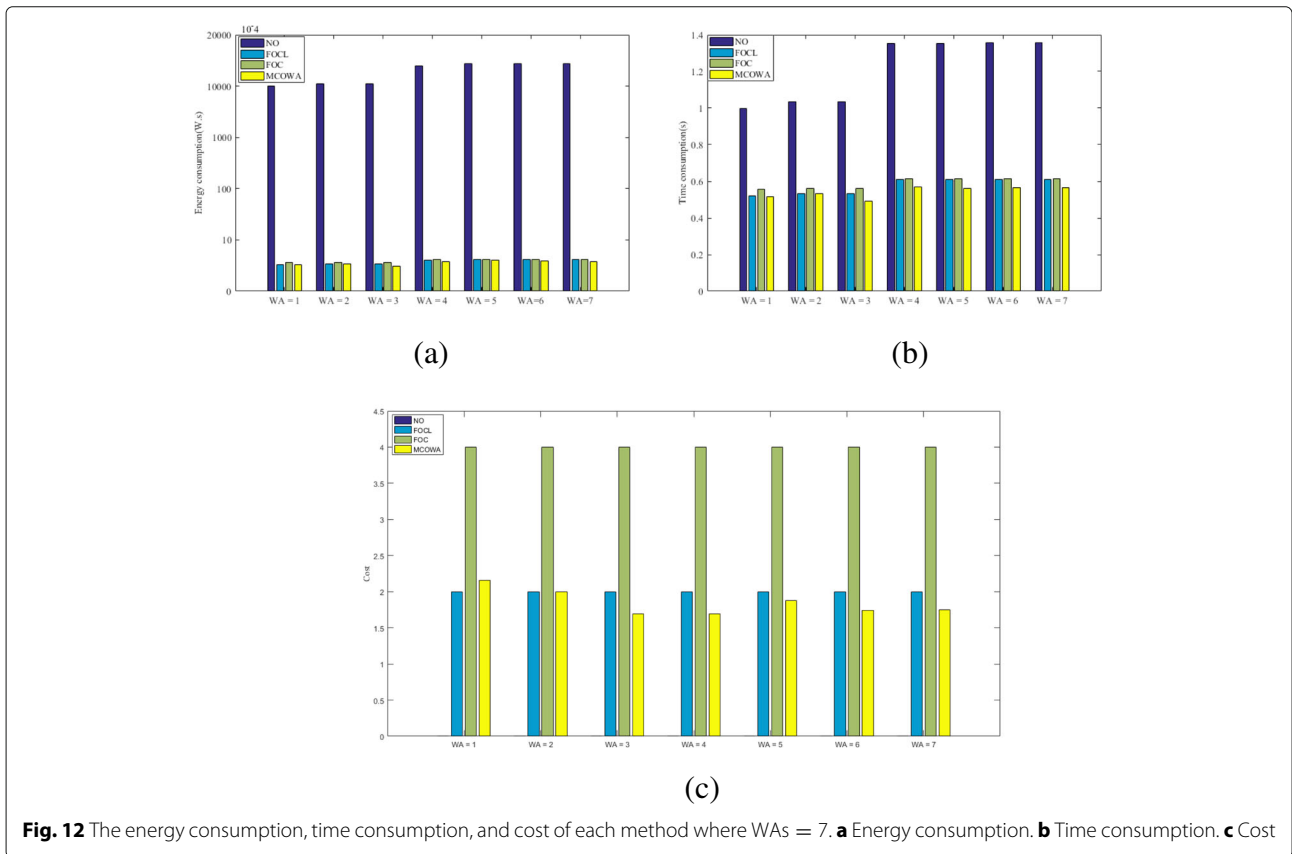 10^4
20000
10000
1000
100
10
0
Energy consumption(W.s)
NO
FOCL
FOC
MCOWA
WA = 1 WA = 2 WA = 3 WA = 4 WA = 5 WA=6 WA=7
(a)
1.4
1.2
1
0.8
0.6
0.4
0.2
0
Time consumption(s)
NO
FOCL
FOC
MCOWA
WA = 1 WA = 2 WA = 3 WA = 4 WA = 5 WA = 6 WA = 7
(b)
4.5
4
3.5
3
2.5
2
1.5
1
0.5
0
Cost
NO
FOCL
FOC
MCOWA
WA = 1 WA = 2 WA = 3 WA = 4 WA = 5 WA = 6 WA = 7
(c)
Fig. 12 The energy consumption, time consumption, and cost of each method where WAs = 7. a Energy consumption. b Time consumption. c Cost